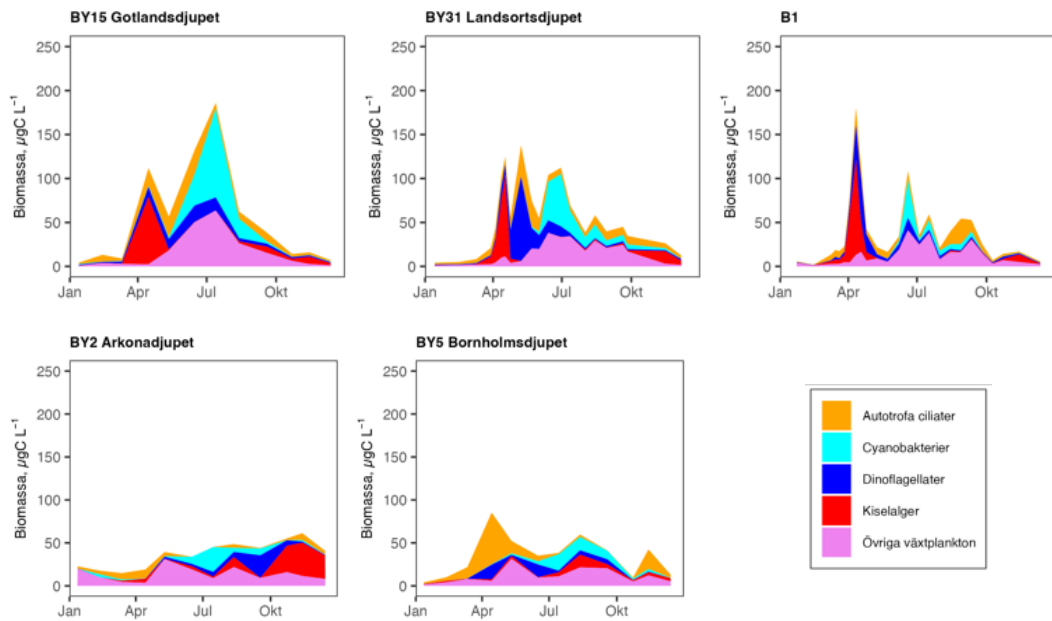 BY15 Gotlandsdjupet
BY31 Landsortsdjupet
B1
Biomassa, µgC L⁻¹
250
200
150
100
50
0
Jan Apr Jul Okt
Biomassa, µgC L⁻¹
250
200
150
100
50
0
Jan Apr Jul Okt
Biomassa, µgC L⁻¹
250
200
150
100
50
0
Jan Apr Jul Okt
BY2 Arkonadjupet
BY5 Bornholmsdjupet
Biomassa, µgC L⁻¹
250
200
150
100
50
0
Jan Apr Jul Okt
Biomassa, µgC L⁻¹
250
200
150
100
50
0
Jan Apr Jul Okt
Autotrofa ciliater
Cyanobakterier
Dinoflagellater
Kiselalger
Övriga växtplankton